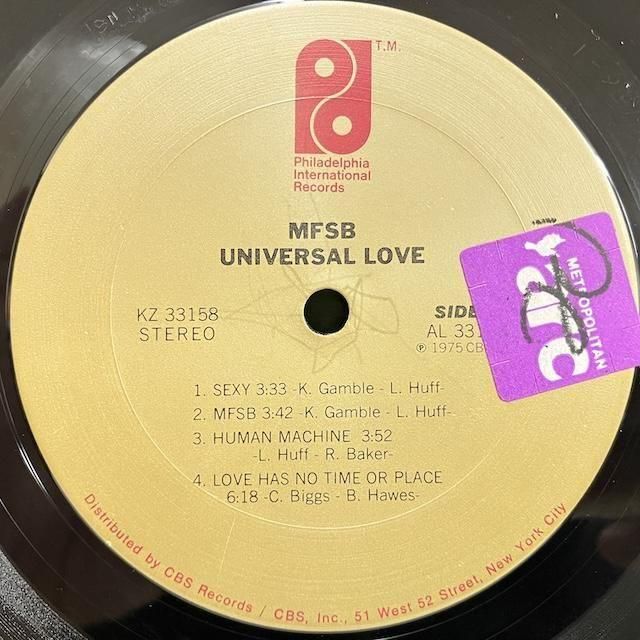 T.M.
Philadelphia
International
Records
MFSB
UNIVERSAL LOVE
KZ 33158
STEREO
SIDE
AL 331
℗ 1975 CB
METROPOLITAN
arc
1. SEXY 3:33 -K. Gamble - L. Huff-
2. MFSB 3:42 -K. Gamble - L. Huff-
3. HUMAN MACHINE 3:52
-L. Huff - R. Baker-
4. LOVE HAS NO TIME OR PLACE
6:18 -C. Biggs - B. Hawes-
Distributed by CBS Records / CBS, Inc., 51 West 52 Street, New York City